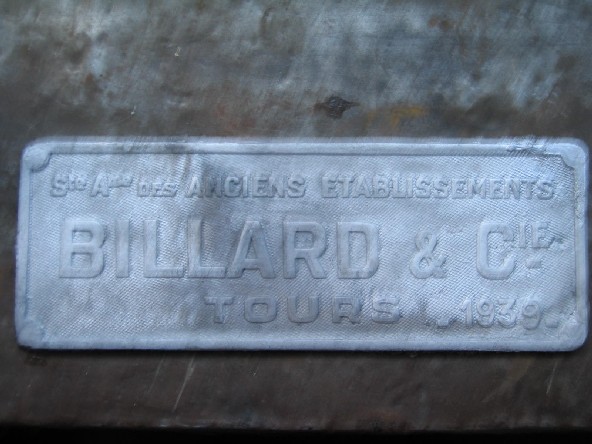 Sté Ame DES ANCIENS ETABLISSEMENTS
BILLARD & CIE
TOURS . 1939.